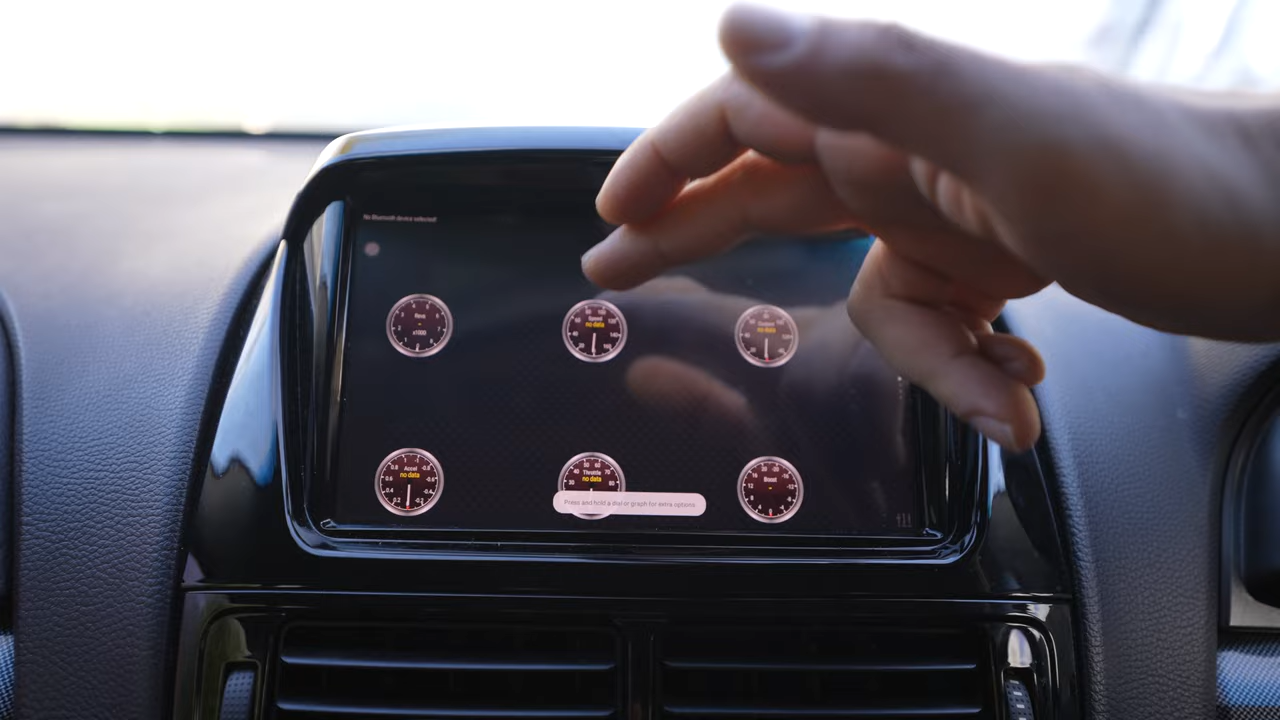 No Bluetooth device selected!
Revs
x1000
Speed
no data
Custom
no data
Accel
no data
Throttle
no data
Boost
Press and hold a dial or graph for extra options.